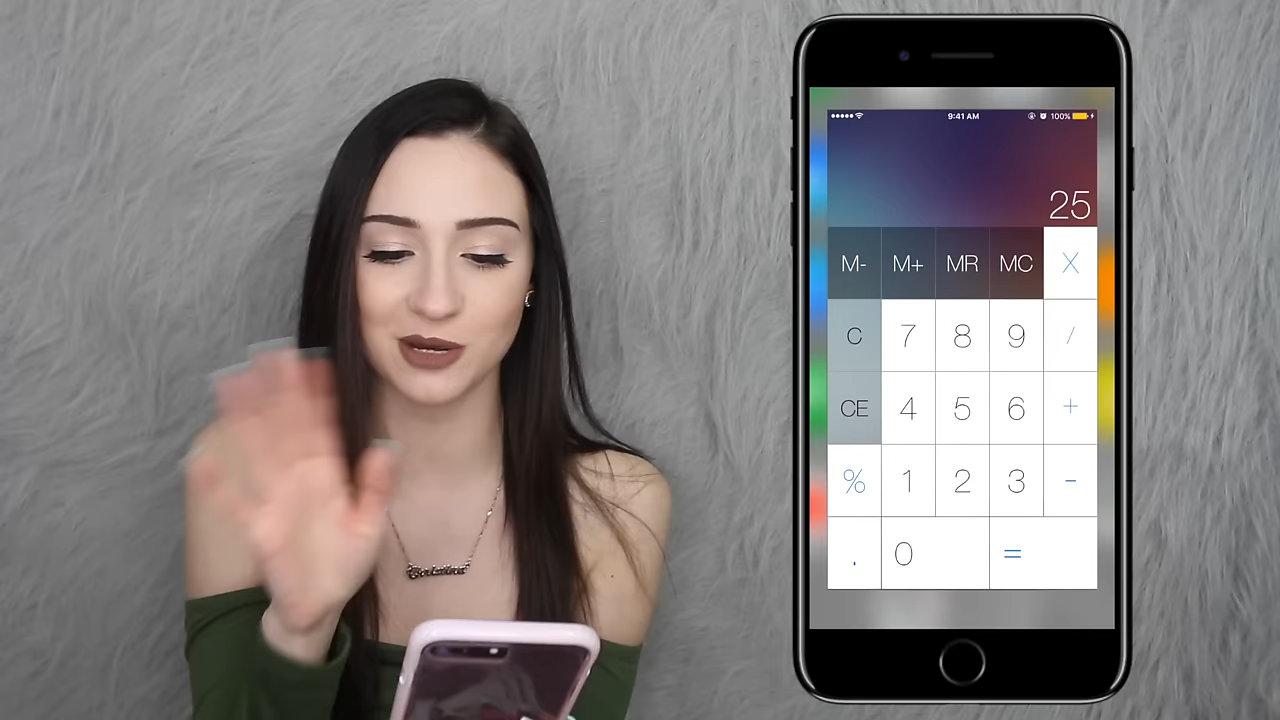 9:41 AM 100%
25
M- M+ MR MC X
C 7 8 9 /
CE 4 5 6 +
% 1 2 3 -
. 0 =